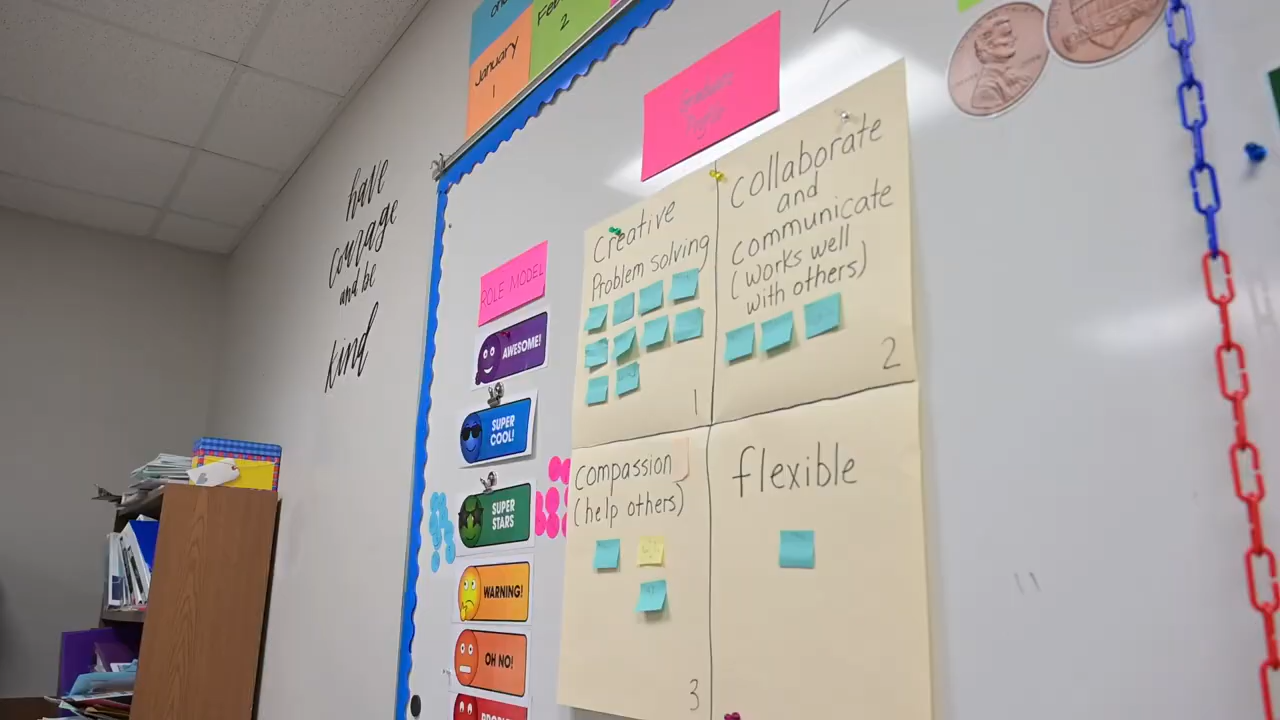 have
courage
and be
kind
January
1
2
ROLE MODEL
AWESOME!
SUPER
COOL!
SUPER
STARS
WARNING!
OH NO!
Creative
Problem solving
1
Collaborate
and
Communicate
(works well
with others)
2
compassion
(help others)
3
flexible